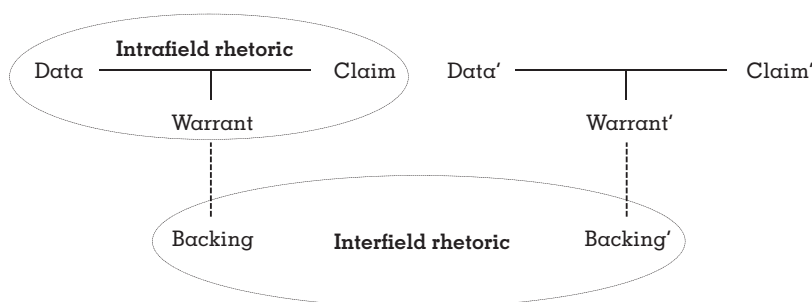 Intrafield rhetoric
Data Claim Data′ Claim′
Warrant Warrant′
Backing Interfield rhetoric Backing′